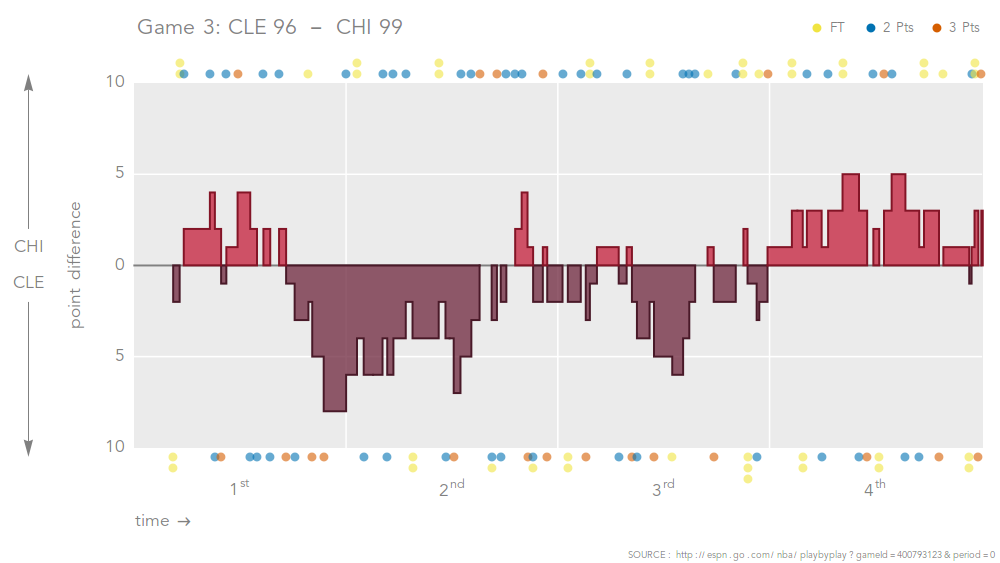 Game 3: CLE 96 – CHI 99
FT
2 Pts
3 Pts
10
5
0
5
10
CHI
CLE
point difference
1st
2nd
3rd
4th
time →
SOURCE : http :// espn . go . com/ nba/ playbyplay ? gameId = 400793123 & period = 0